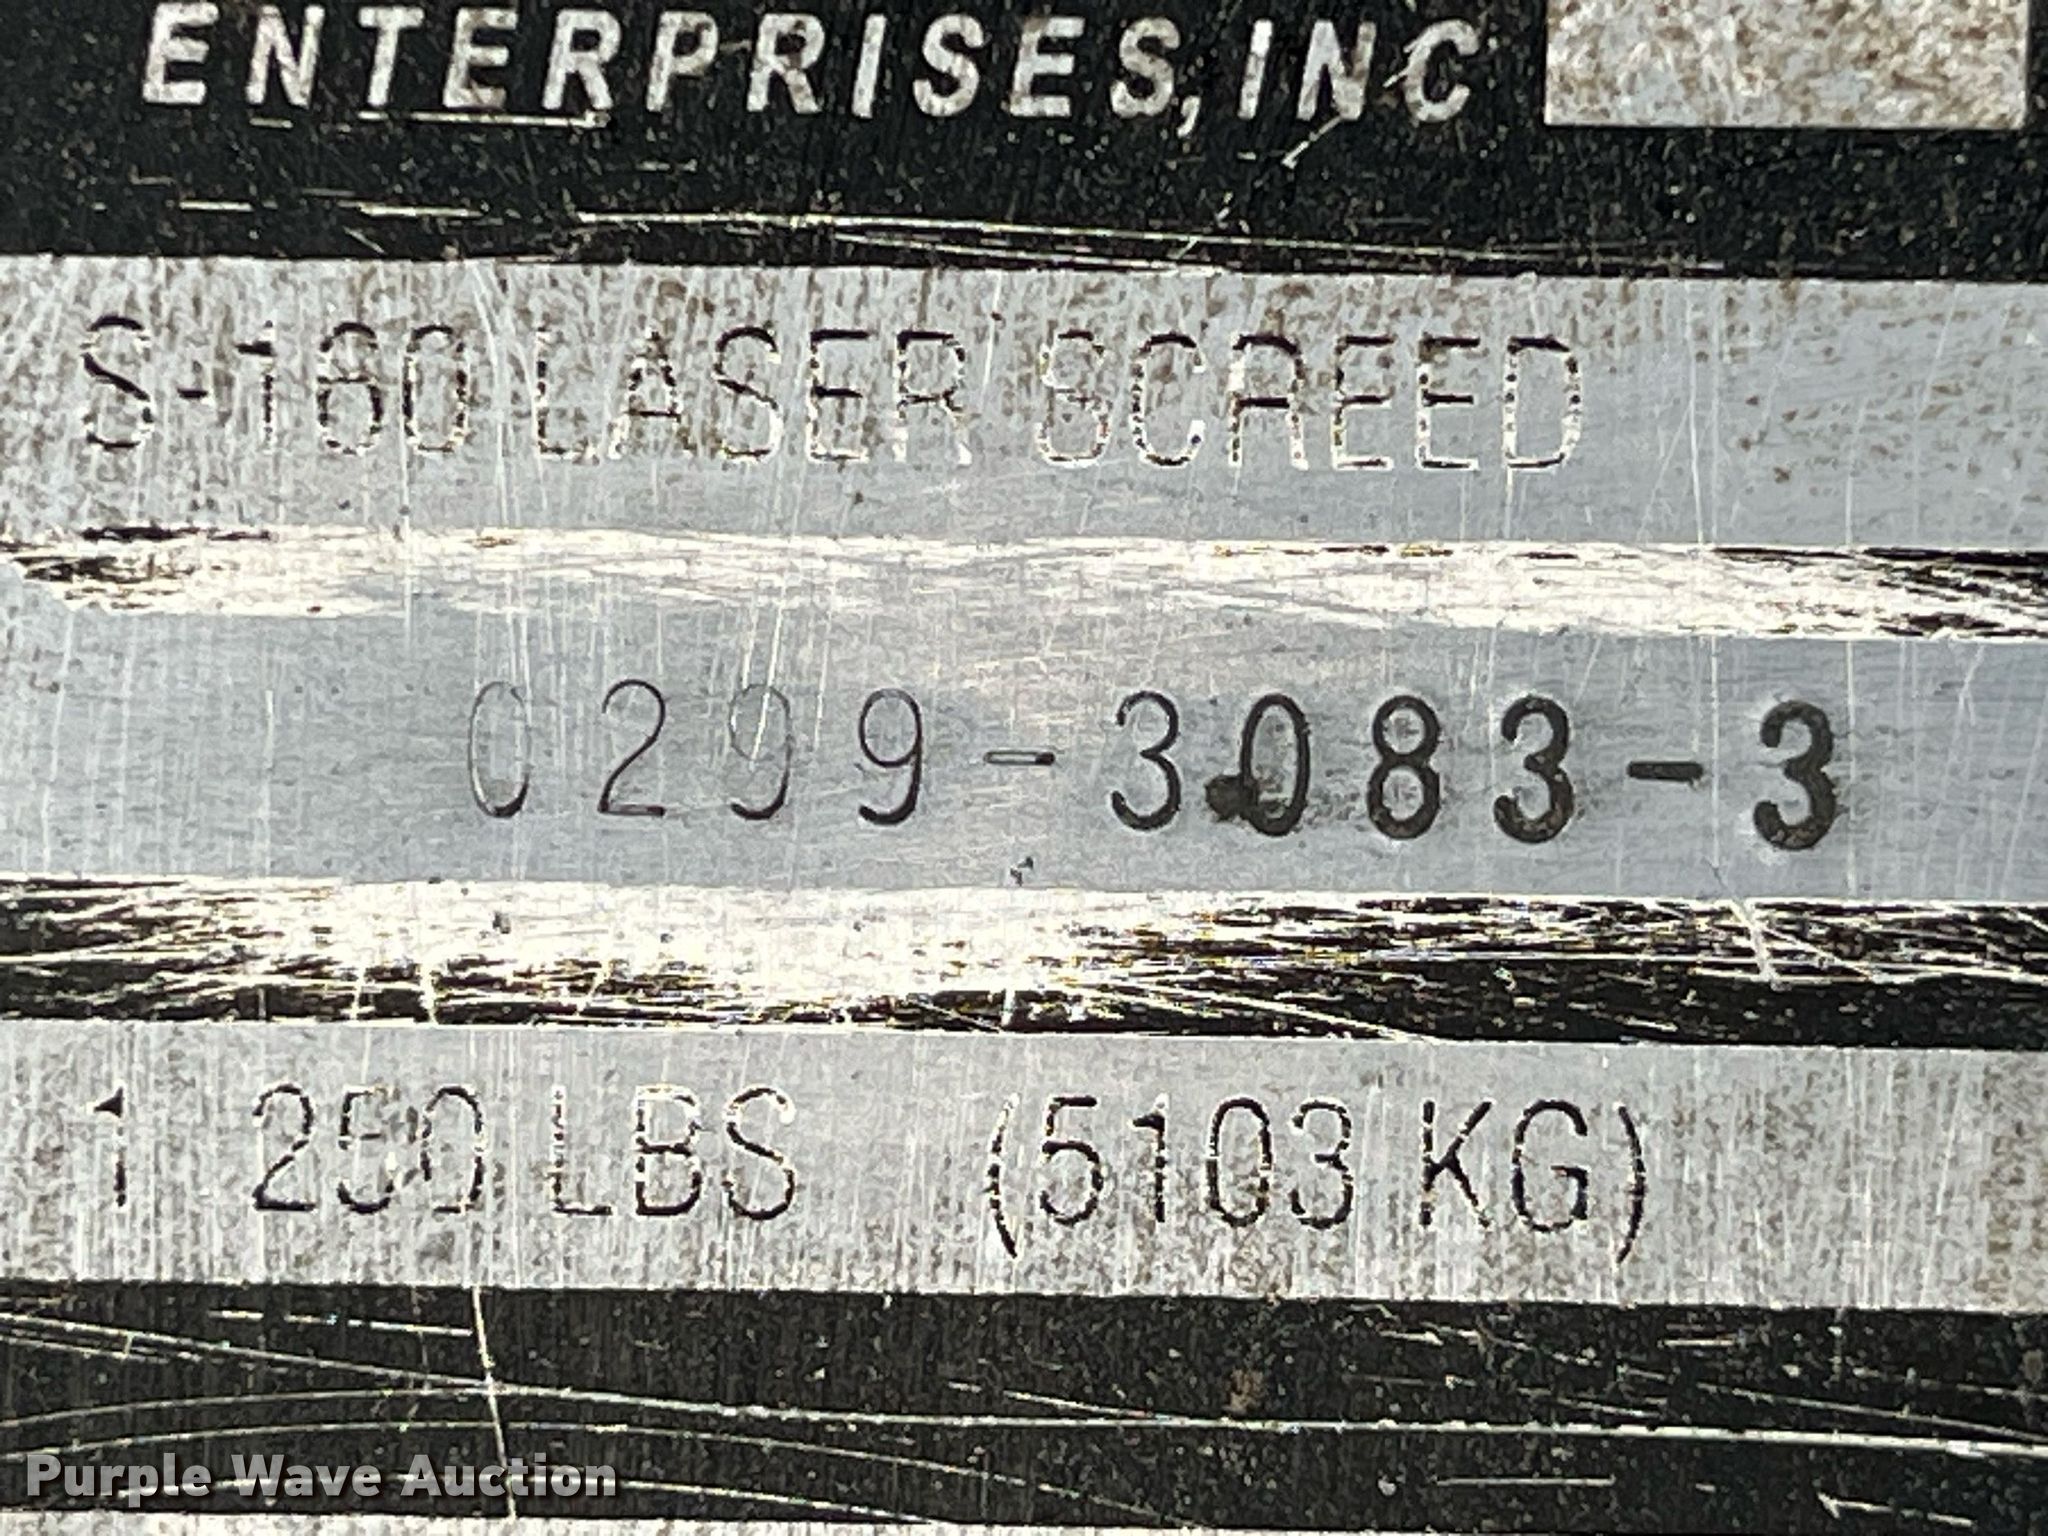 ENTERPRISES, INC
S-160 LASER SCREED
0299-3083-3
1 250 LBS (5103 KG)
Purple Wave Auction